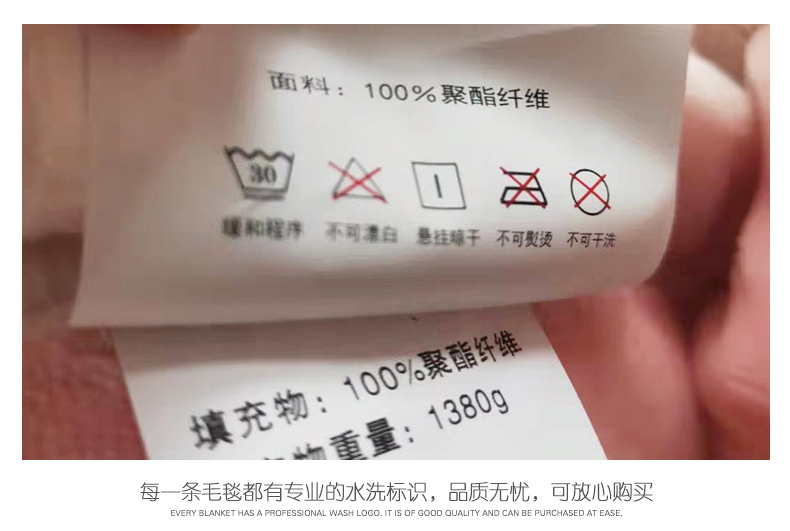 面料：100%聚酯纤维
30
缓和程序 不可漂白 悬挂晾干 不可熨烫 不可干洗
填充物：100%聚酯纤维
物重量：1380g
每一条毛毯都有专业的水洗标识，品质无忧，可放心购买
EVERY BLANKET HAS A PROFESSIONAL WASH LOGO. IT IS OF GOOD QUALITY AND CAN BE PURCHASED AT EASE.